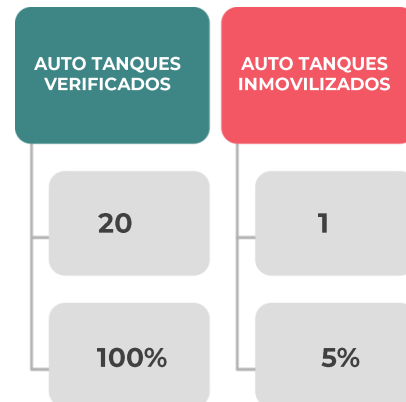 AUTO TANQUES
VERIFICADOS
20
100%
AUTO TANQUES
INMOVILIZADOS
1
5%